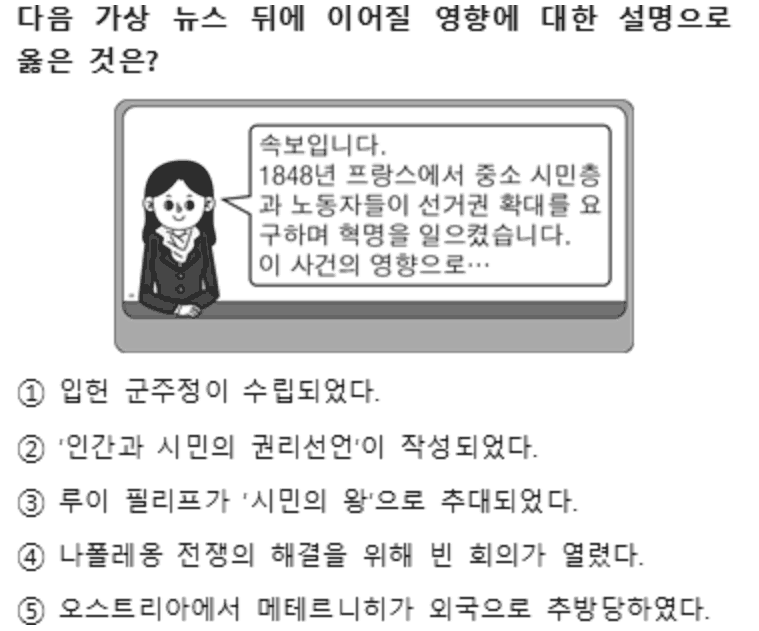 다음 가상 뉴스 뒤에 이어질 영향에 대한 설명으로
옳은 것은?
속보입니다.
1848년 프랑스에서 중소 시민층
과 노동자들이 선거권 확대를 요
구하며 혁명을 일으켰습니다.
이 사건의 영향으로…
① 입헌 군주정이 수립되었다.
② '인간과 시민의 권리선언'이 작성되었다.
③ 루이 필리프가 '시민의 왕'으로 추대되었다.
④ 나폴레옹 전쟁의 해결을 위해 빈 회의가 열렸다.
⑤ 오스트리아에서 메테르니히가 외국으로 추방당하였다.